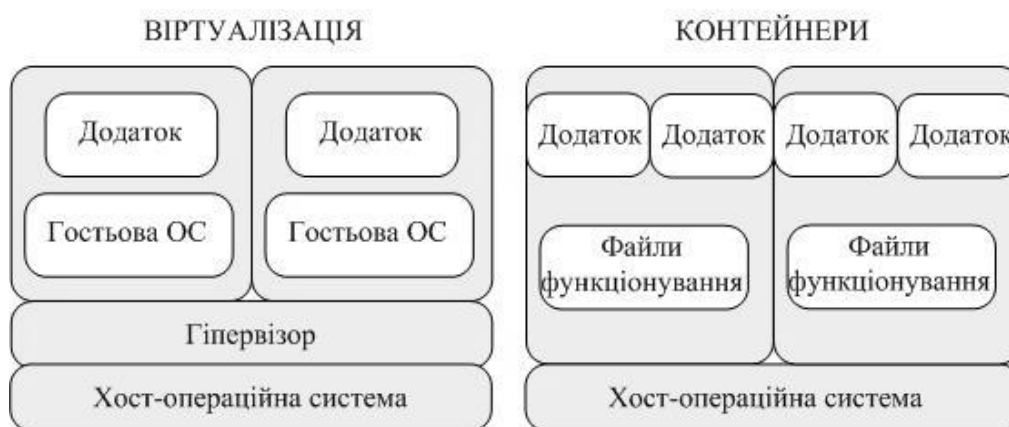 ВІРТУАЛІЗАЦІЯ
Додаток
Гостьова ОС
Додаток
Гостьова ОС
Гіпервізор
Хост-операційна система
КОНТЕЙНЕРИ
Додаток
Додаток
Файли
функціонування
Додаток
Додаток
Файли
функціонування
Хост-операційна система